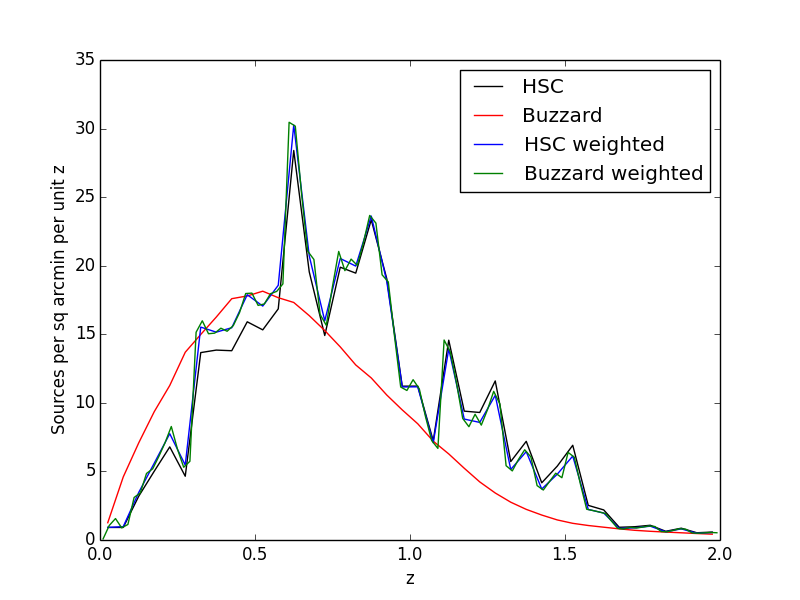 35
30
25
20
15
10
5
0
0.0
0.5
1.0
1.5
2.0
z
Sources per sq arcmin per unit z
HSC
Buzzard
HSC weighted
Buzzard weighted